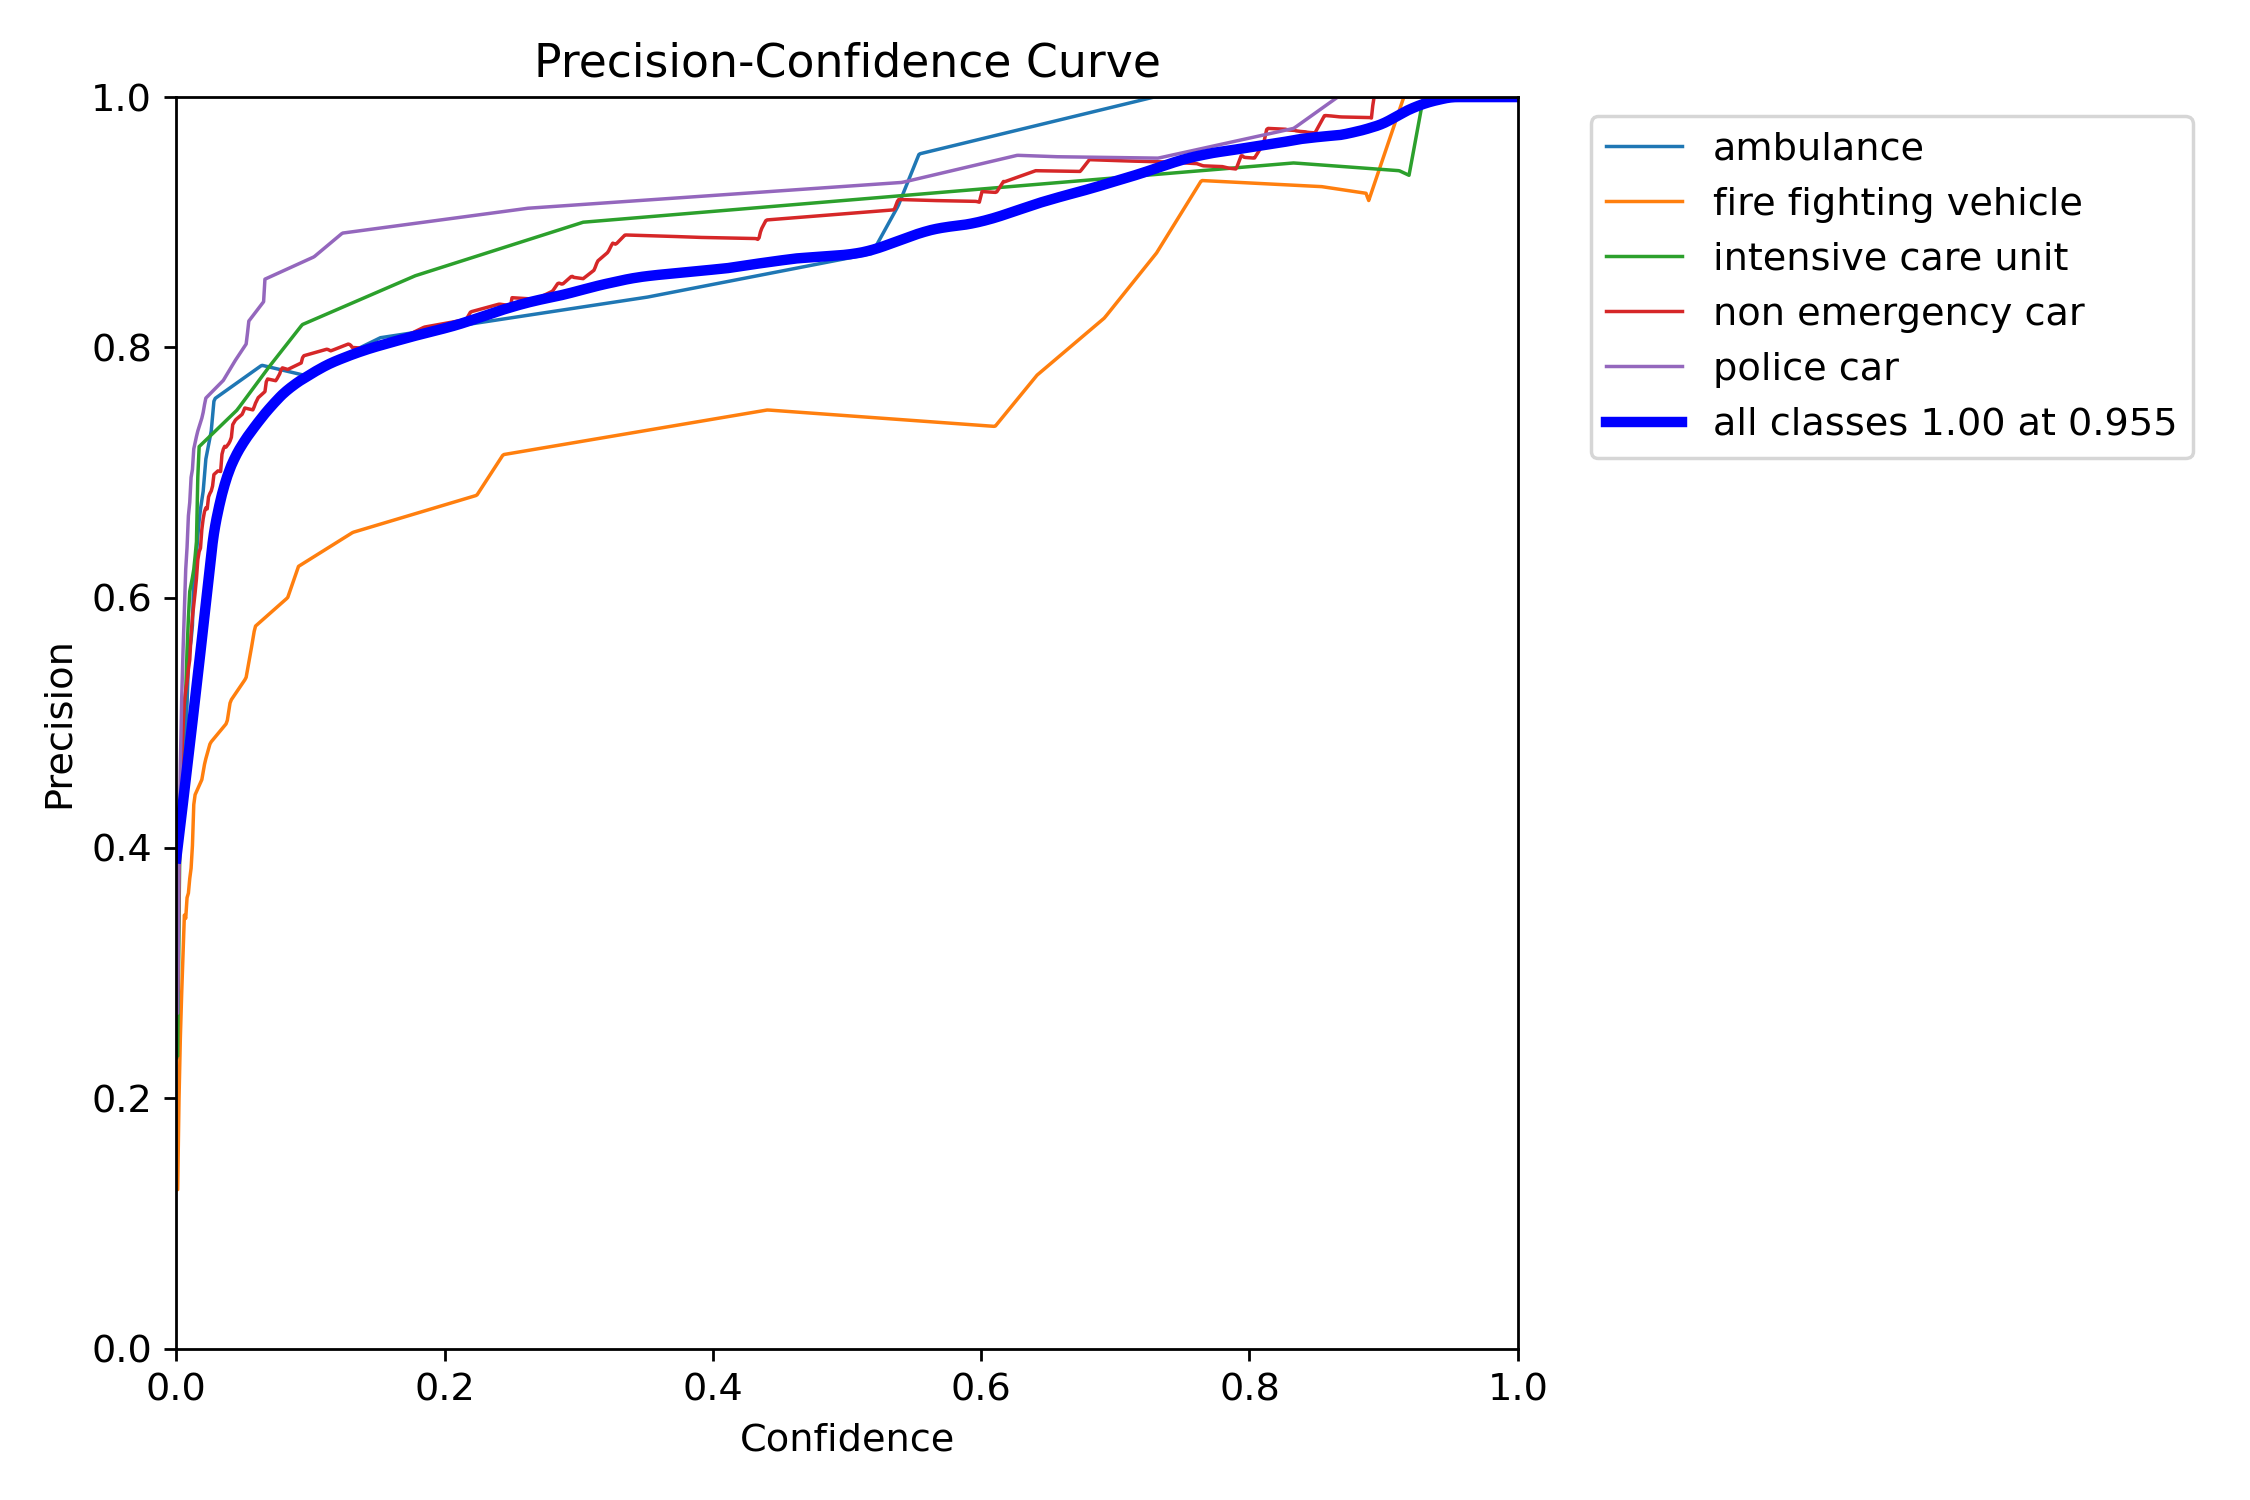 Precision-Confidence Curve
1.0
0.8
0.6
0.4
0.2
0.0
Precision
0.0 0.2 0.4 0.6 0.8 1.0
Confidence
ambulance
fire fighting vehicle
intensive care unit
non emergency car
police car
all classes 1.00 at 0.955